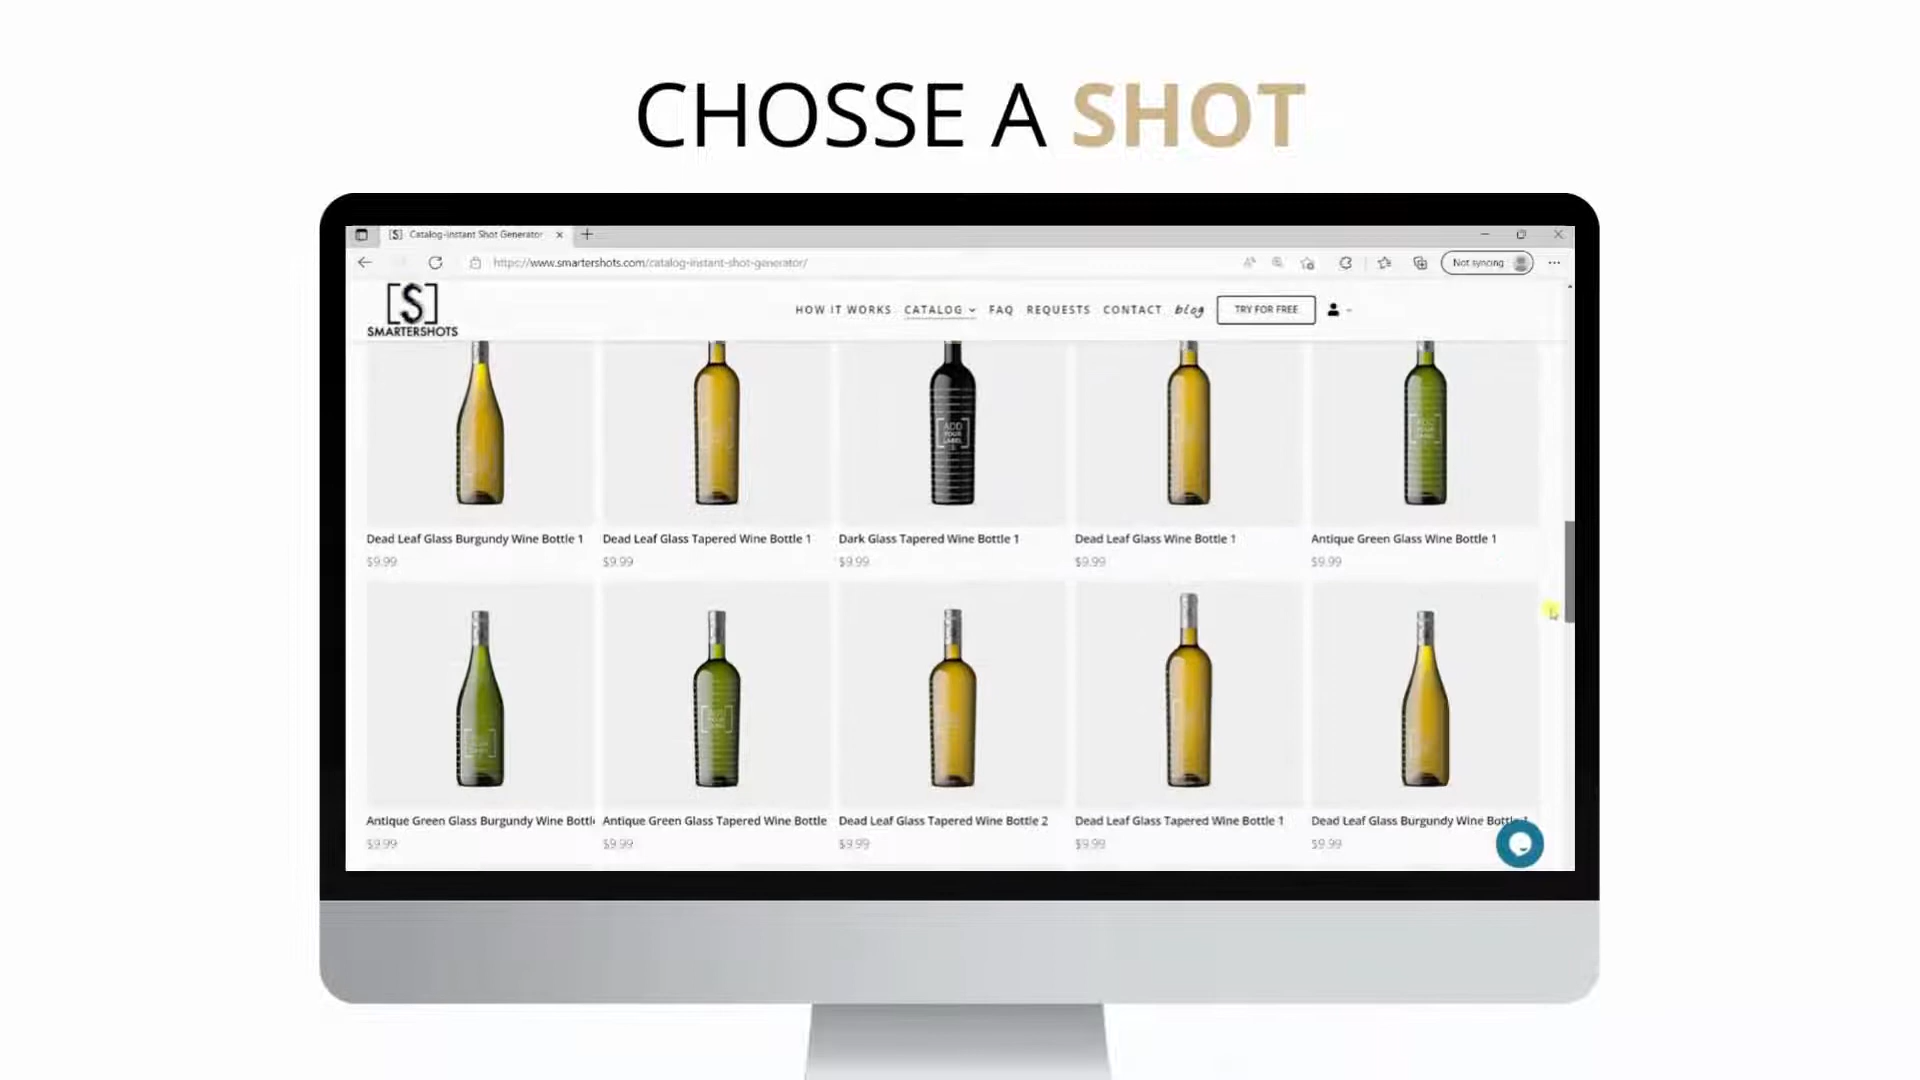 CHOSSE A SHOT
Catalog-Instant Shot Generator
https://www.smartershots.com/catalog-instant-shot-generator/
Not syncing
[S]
SMARTERSHOTS
HOW IT WORKS CATALOG FAQ REQUESTS CONTACT blog TRY FOR FREE
ADD
YOUR
LABEL
Dead Leaf Glass Burgundy Wine Bottle 1
$9.99
Dead Leaf Glass Tapered Wine Bottle 1
$9.99
Dark Glass Tapered Wine Bottle 1
$9.99
Dead Leaf Glass Wine Bottle 1
$9.99
Antique Green Glass Wine Bottle 1
$9.99
Antique Green Glass Burgundy Wine Bottl
$9.99
Antique Green Glass Tapered Wine Bottle
$9.99
Dead Leaf Glass Tapered Wine Bottle 2
$9.99
Dead Leaf Glass Tapered Wine Bottle 1
$9.99
Dead Leaf Glass Burgundy Wine Bottle 1
$9.99